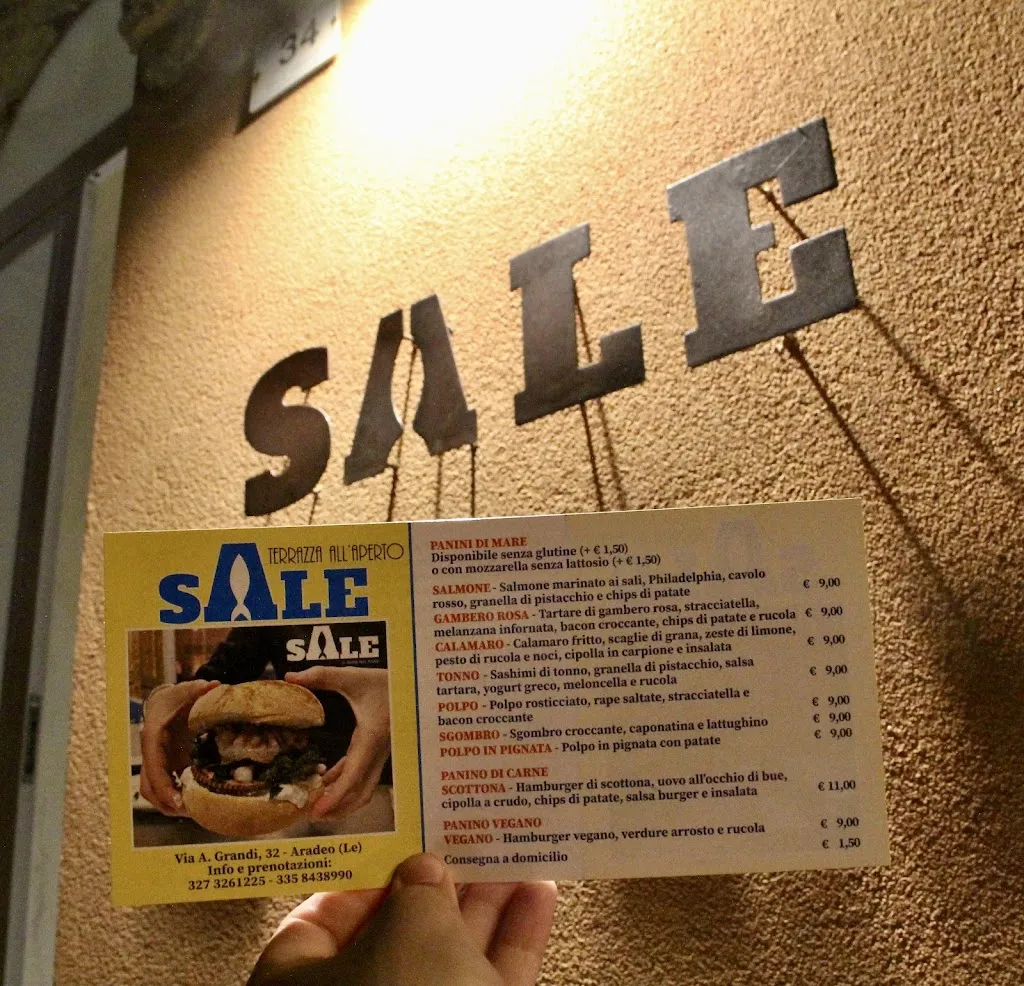 34
SALE
TERRAZZA ALL'APERTO
SALE
SALE
Via A. Grandi, 32 - Aradeo (Le)
Info e prenotazioni:
327 3261225 - 335 8438990
PANINI DI MARE
Disponibile senza glutine (+ € 1,50)
o con mozzarella senza lattosio (+ € 1,50)
SALMONE - Salmone marinato ai sali, Philadelphia, cavolo € 9,00
rosso, granella di pistacchio e chips di patate
GAMBERO ROSA - Tartare di gambero rosa, stracciatella, € 9,00
melanzana infornata, bacon croccante, chips di patate e rucola
CALAMARO - Calamaro fritto, scaglie di grana, zeste di limone, € 9,00
pesto di rucola e noci, cipolla in carpione e insalata
TONNO - Sashimi di tonno, granella di pistacchio, salsa € 9,00
tartara, yogurt greco, meloncella e rucola
POLPO - Polpo rosticciato, rape saltate, stracciatella e € 9,00
bacon croccante
SGOMBRO - Sgombro croccante, caponatina e lattughino € 9,00
POLPO IN PIGNATA - Polpo in pignata con patate € 9,00
PANINO DI CARNE
SCOTTONA - Hamburger di scottona, uovo all'occhio di bue, € 11,00
cipolla a crudo, chips di patate, salsa burger e insalata
PANINO VEGANO
VEGANO - Hamburger vegano, verdure arrosto e rucola € 9,00
Consegna a domicilio € 1,50